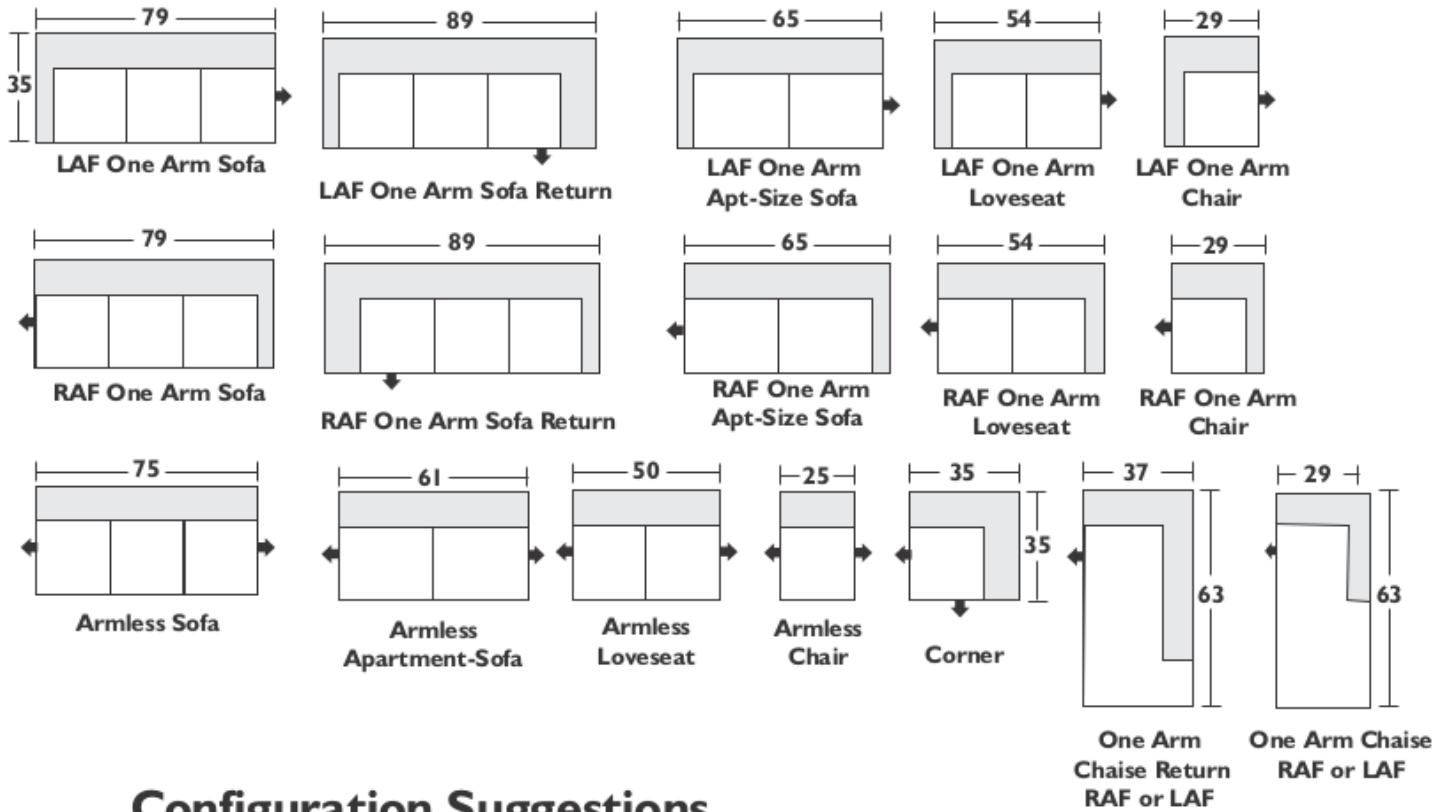 79
89
65
54
29
35
LAF One Arm Sofa
LAF One Arm Sofa Return
LAF One Arm
Apt-Size Sofa
LAF One Arm
Loveseat
LAF One Arm
Chair
79
89
65
54
29
RAF One Arm Sofa
RAF One Arm Sofa Return
RAF One Arm
Apt-Size Sofa
RAF One Arm
Loveseat
RAF One Arm
Chair
75
61
50
25
35
35
37
63
29
63
Armless Sofa
Armless
Apartment-Sofa
Armless
Loveseat
Armless
Chair
Corner
One Arm
Chaise Return
RAF or LAF
One Arm Chaise
RAF or LAF
Configuration Suggestions